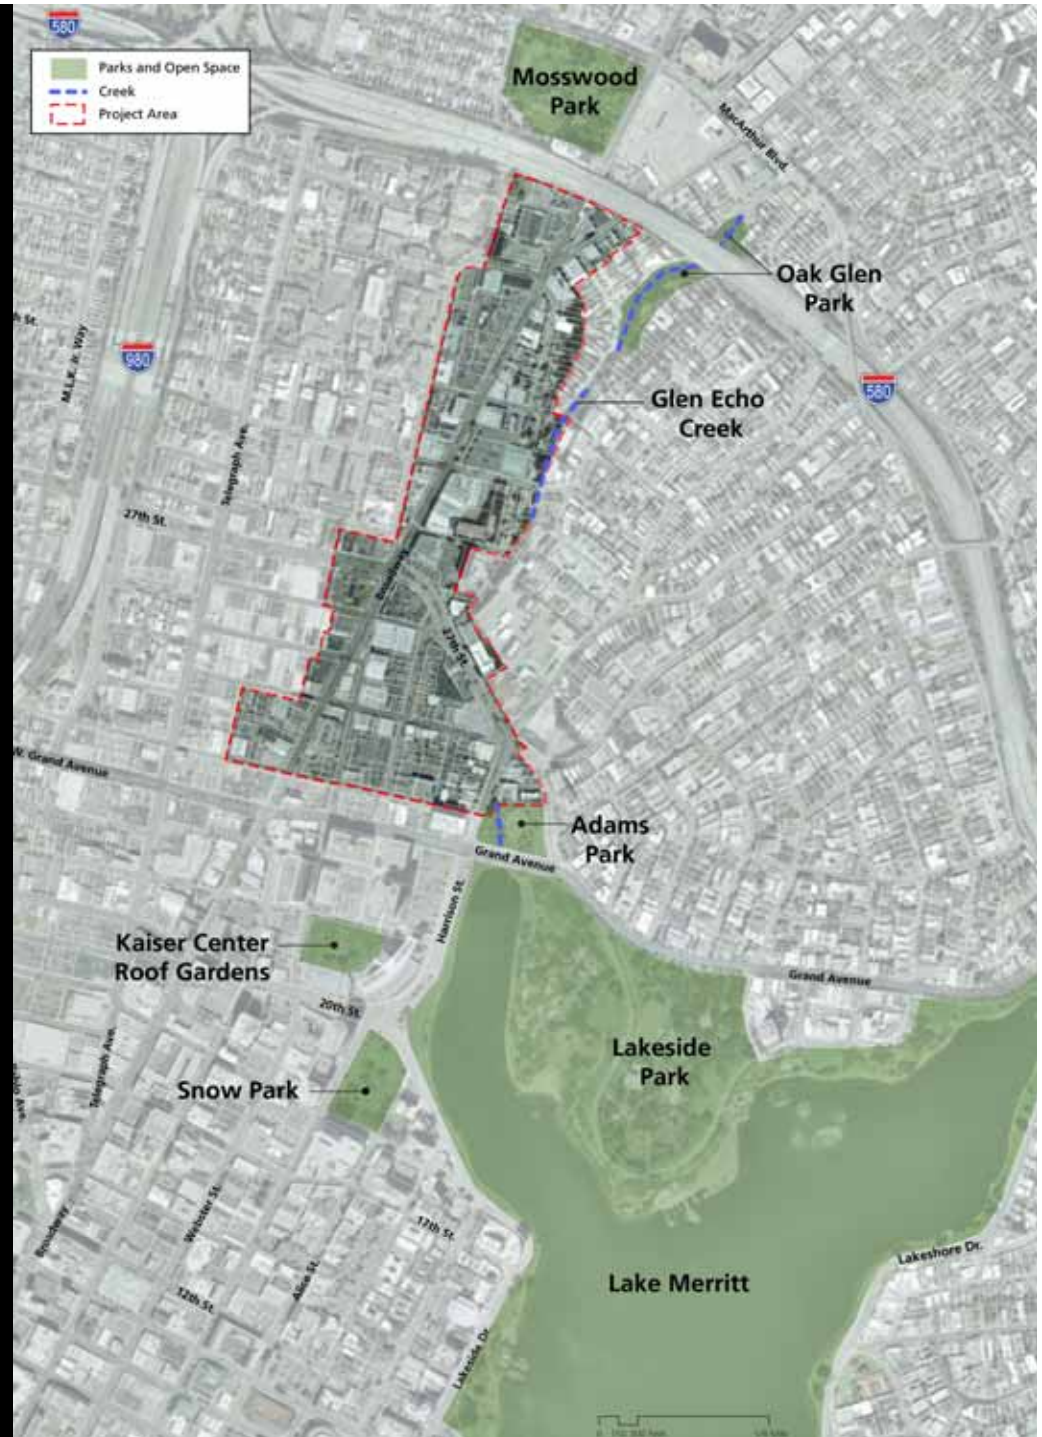 580
Parks and Open Space
Creek
Project Area
Mosswood
Park
MacArthur Blvd.
Oak Glen
Park
M.L.K. Jr. Way
980
580
Glen Echo
Creek
Telegraph Ave.
27th St.
Broadway
27th St.
W. Grand Avenue
Adams
Park
Grand Avenue
Harrison St.
Kaiser Center
Roof Gardens
Grand Avenue
20th St.
Telegraph Ave.
Lakeside
Park
Snow Park
Webster St.
Broadway
17th St.
Alice St.
12th St.
Lakeshore Dr.
Lake Merritt
Lakeside Dr.